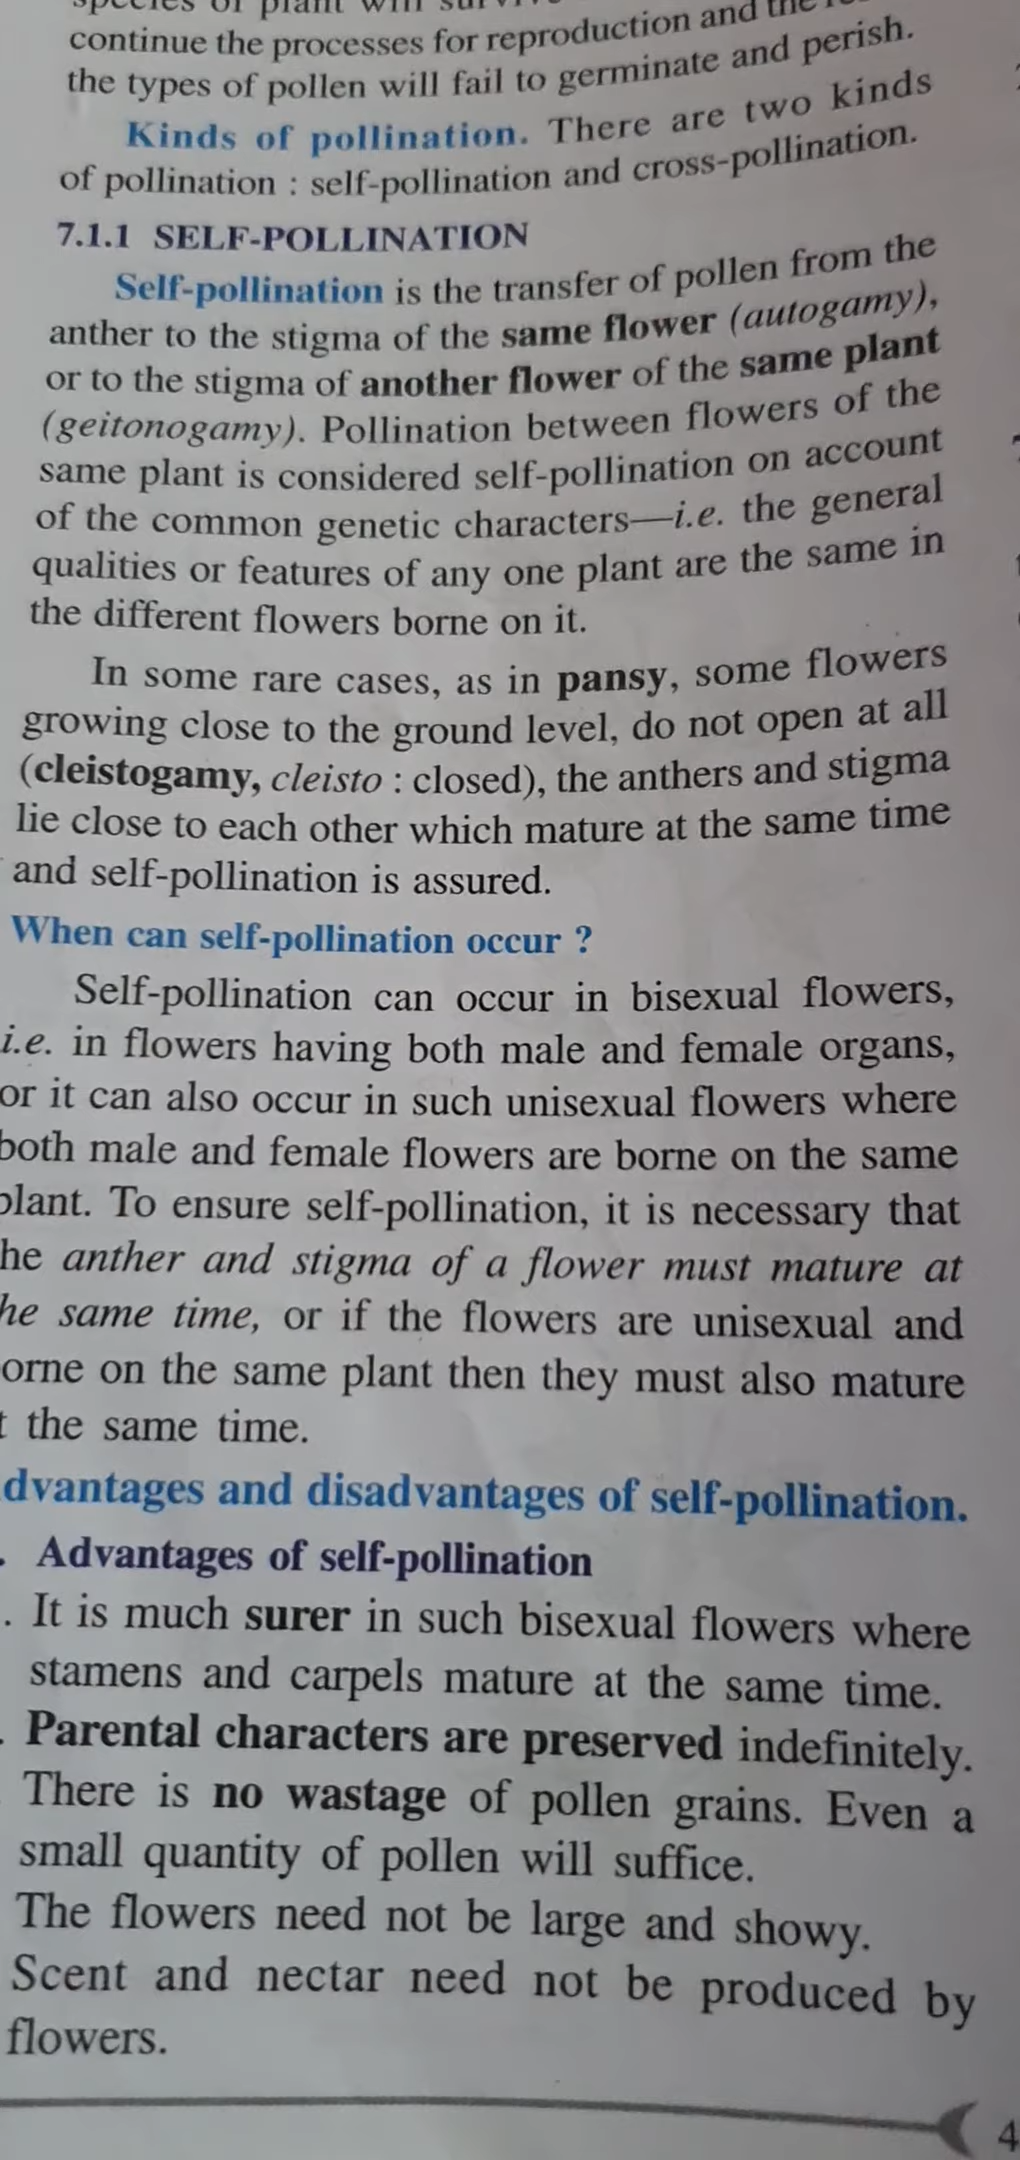 species of plant will
continue the processes for reproduction and the
the types of pollen will fail to germinate and perish.
Kinds of pollination. There are two kinds
of pollination : self-pollination and cross-pollination.
7.1.1 SELF-POLLINATION
Self-pollination is the transfer of pollen from the
anther to the stigma of the same flower (autogamy),
or to the stigma of another flower of the same plant
(geitonogamy). Pollination between flowers of the
same plant is considered self-pollination on account
of the common genetic characters—i.e. the general
qualities or features of any one plant are the same in
the different flowers borne on it.
In some rare cases, as in pansy, some flowers
growing close to the ground level, do not open at all
(cleistogamy, cleisto : closed), the anthers and stigma
lie close to each other which mature at the same time
and self-pollination is assured.
When can self-pollination occur ?
Self-pollination can occur in bisexual flowers,
i.e. in flowers having both male and female organs,
or it can also occur in such unisexual flowers where
both male and female flowers are borne on the same
plant. To ensure self-pollination, it is necessary that
he anther and stigma of a flower must mature at
he same time, or if the flowers are unisexual and
orne on the same plant then they must also mature
t the same time.
dvantages and disadvantages of self-pollination.
. Advantages of self-pollination
. It is much surer in such bisexual flowers where
stamens and carpels mature at the same time.
. Parental characters are preserved indefinitely.
There is no wastage of pollen grains. Even a
small quantity of pollen will suffice.
The flowers need not be large and showy.
Scent and nectar need not be produced by
flowers.
4